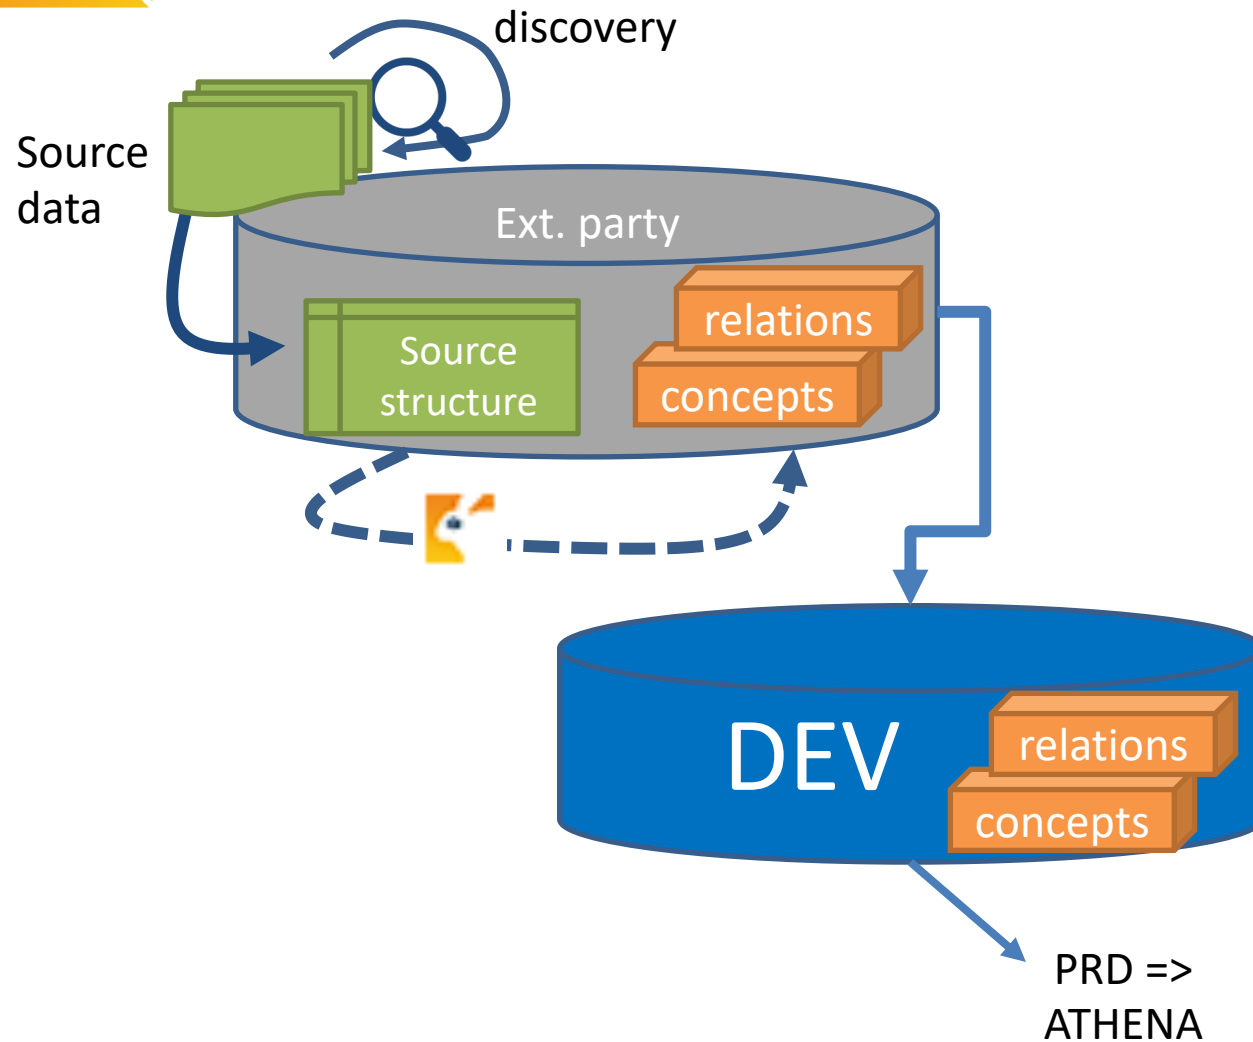 discovery
Source
data
Ext. party
relations
concepts
Source
structure
DEV
relations
concepts
PRD =>
ATHENA